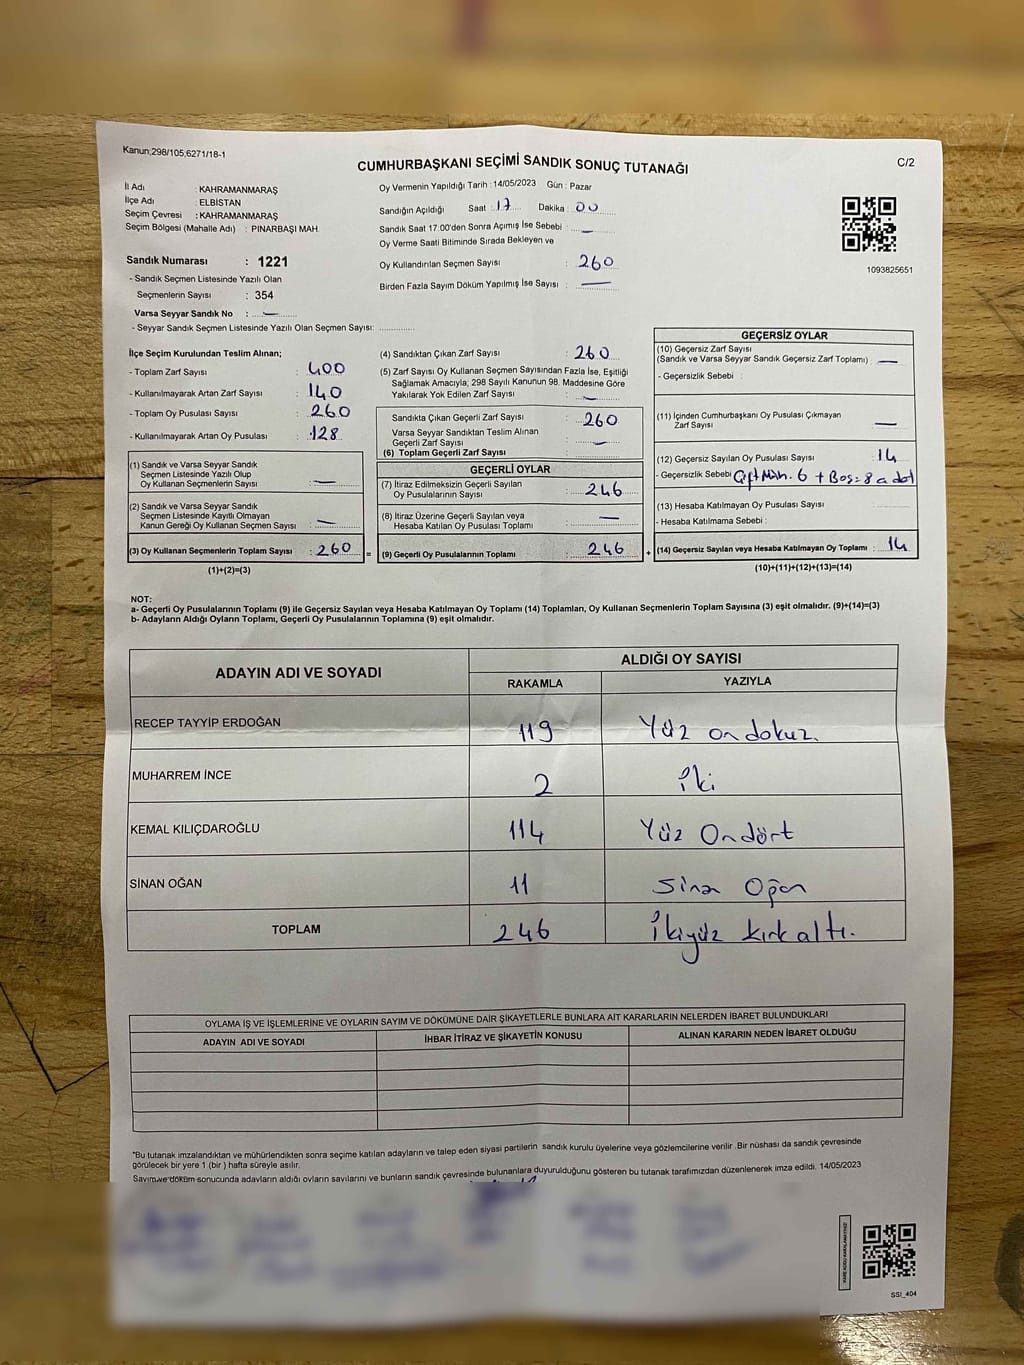 Kanun;298/105,6271/18-1
C/2
CUMHURBAŞKANI SEÇİMİ SANDIK SONUÇ TUTANAĞI
İl Adı : KAHRAMANMARAŞ
İlçe Adı : ELBİSTAN
Seçim Çevresi : KAHRAMANMARAŞ
Seçim Bölgesi (Mahalle Adı) : PINARBAŞI MAH.
Oy Vermenin Yapıldığı Tarih : 14/05/2023 Gün : Pazar
Sandığın Açıldığı Saat : 17 Dakika : 00
Sandık Saat 17.00'den Sonra Açımış İse Sebebi : —
Oy Verme Saati Bitiminde Sırada Bekleyen ve
Oy Kullandırılan Seçmen Sayısı : 260
Birden Fazla Sayım Döküm Yapılmış İse Sayısı : —
1093825651
Sandık Numarası : 1221
- Sandık Seçmen Listesinde Yazılı Olan
Seçmenlerin Sayısı : 354
Varsa Seyyar Sandık No : —
- Seyyar Sandık Seçmen Listesinde Yazılı Olan Seçmen Sayısı:
İlçe Seçim Kurulundan Teslim Alınan;
- Toplam Zarf Sayısı : 400
- Kullanılmayarak Artan Zarf Sayısı : 140
- Toplam Oy Pusulası Sayısı : 260
- Kullanılmayarak Artan Oy Pusulası : 128
(1) Sandık ve Varsa Seyyar Sandık
Seçmen Listesinde Yazılı Olup
Oy Kullanan Seçmenlerin Sayısı : —
(2) Sandık ve Varsa Seyyar Sandık
Seçmen Listesinde Kayıtlı Olmayan
Kanun Gereği Oy Kullanan Seçmen Sayısı : —
(3) Oy Kullanan Seçmenlerin Toplam Sayısı : 260 =
(1)+(2)=(3)
(4) Sandıktan Çıkan Zarf Sayısı : 260
(5) Zarf Sayısı Oy Kullanan Seçmen Sayısından Fazla İse, Eşitliği
Sağlamak Amacıyla; 298 Sayılı Kanunun 98. Maddesine Göre
Yakılarak Yok Edilen Zarf Sayısı : —
Sandıkta Çıkan Geçerli Zarf Sayısı : 260
Varsa Seyyar Sandıktan Teslim Alınan
Geçerli Zarf Sayısı : —
(6) Toplam Geçerli Zarf Sayısı :
GEÇERLİ OYLAR
(7) İtiraz Edilmeksizin Geçerli Sayılan
Oy Pusulalarının Sayısı : 246
(8) İtiraz Üzerine Geçerli Sayılan veya
Hesaba Katılan Oy Pusulası Toplamı : —
(9) Geçerli Oy Pusulalarının Toplamı : 246 +
GEÇERSİZ OYLAR
(10) Geçersiz Zarf Sayısı
(Sandık ve Varsa Seyyar Sandık Geçersiz Zarf Toplamı) : —
- Geçersizlik Sebebi :
(11) İçinden Cumhurbaşkanı Oy Pusulası Çıkmayan
Zarf Sayısı : —
(12) Geçersiz Sayılan Oy Pusulası Sayısı : 14
- Geçersizlik Sebebi : Çift Müh. 6 + Boş=8 adet
(13) Hesaba Katılmayan Oy Pusulası Sayısı :
- Hesaba Katılmama Sebebi :
(14) Geçersiz Sayılan veya Hesaba Katılmayan Oy Toplamı : 14
(10)+(11)+(12)+(13)=(14)
NOT:
a- Geçerli Oy Pusulalarının Toplamı (9) ile Geçersiz Sayılan veya Hesaba Katılmayan Oy Toplamı (14) Toplamları, Oy Kullanan Seçmenlerin Toplam Sayısına (3) eşit olmalıdır. (9)+(14)=(3)
b- Adayların Aldığı Oyların Toplamı, Geçerli Oy Pusulalarının Toplamına (9) eşit olmalıdır.
ADAYIN ADI VE SOYADI
ALDIĞI OY SAYISI
RAKAMLA YAZIYLA
RECEP TAYYİP ERDOĞAN 119 Yüz ondokuz.
MUHARREM İNCE 2 iki
KEMAL KILIÇDAROĞLU 114 Yüz Ondört
SİNAN OĞAN 11 Sinan Oğan
TOPLAM 246 İkiyüz kırkaltı.
OYLAMA İŞ VE İŞLEMLERİNE VE OYLARIN SAYIM VE DÖKÜMÜNE DAİR ŞİKAYETLERLE BUNLARA AİT KARARLARIN NELERDEN İBARET BULUNDUKLARI
ADAYIN ADI VE SOYADI İHBAR İTİRAZ VE ŞİKAYETİN KONUSU ALINAN KARARIN NEDEN İBARET OLDUĞU
"Bu tutanak imzalandıktan ve mühürlendikten sonra seçime katılan adayların ve talep eden siyasi partilerin sandık kurulu üyelerine veya gözlemcilerine verilir .Bir nüshası da sandık çevresinde
görülecek bir yere 1 (bir ) hafta süreyle asılır.
Sayım ve döküm sonucunda adayların aldığı oyların sayılarını ve bunların sandık çevresinde bulunanlara duyurulduğunu gösteren bu tutanak tarafımızdan düzenlenerek imza edildi. 14/05/2023
KARE KODU KARALAMAYINIZ!
SSI_404